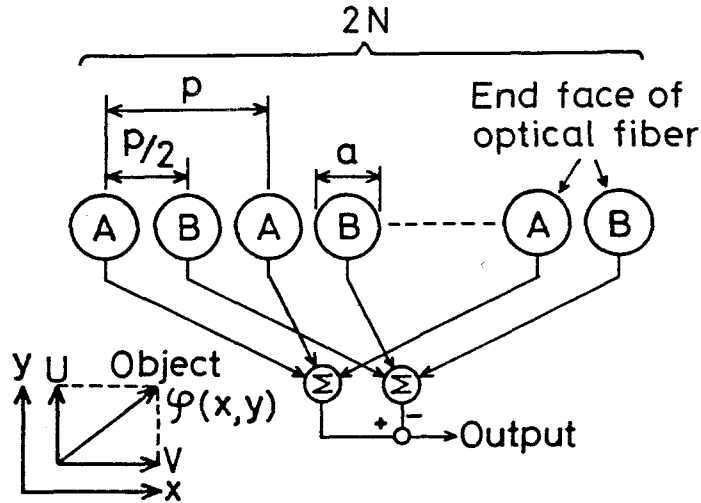 2N
p
p/2
a
End face of
optical fiber
A B A B A B
Σ Σ
+ −
Output
y U Object
φ(x,y)
V
x